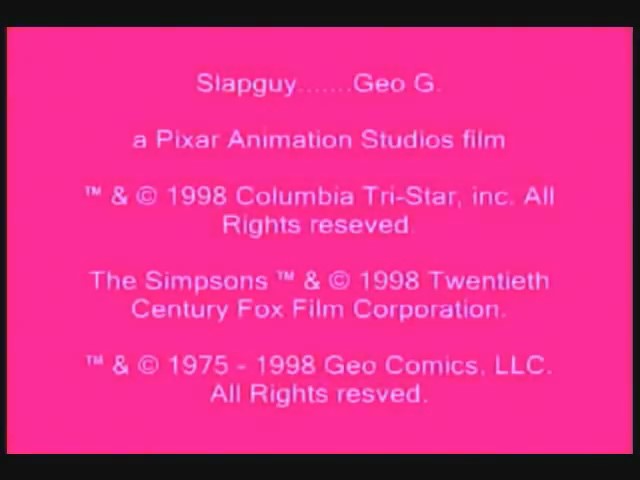 Slapguy.......Geo G.
a Pixar Animation Studios film
™ & © 1998 Columbia Tri-Star, inc. All
Rights reseved
The Simpsons ™ & © 1998 Twentieth
Century Fox Film Corporation.
™ & © 1975 - 1998 Geo Comics, LLC.
All Rights resved.